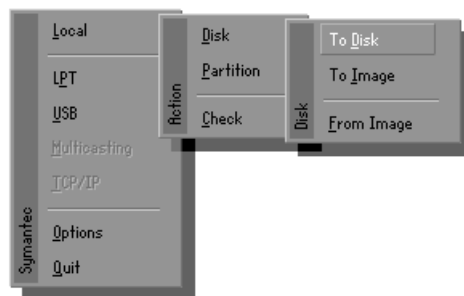 Local
LPT
USB
Multicasting
TCP/IP
Options
Quit
Symantec
Disk
Partition
Check
Action
To Disk
To Image
From Image
Disk